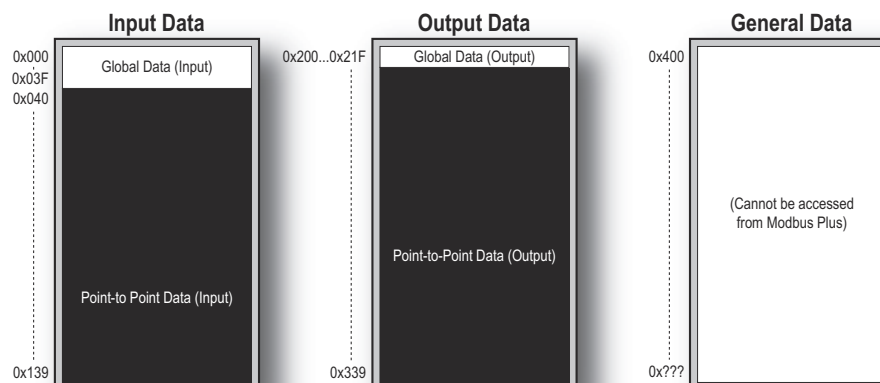 Input Data
0x000
0x03F
0x040
0x139
Global Data (Input)
Point-to Point Data (Input)
Output Data
0x200...0x21F
0x339
Global Data (Output)
Point-to-Point Data (Output)
General Data
0x400
0x???
(Cannot be accessed
from Modbus Plus)